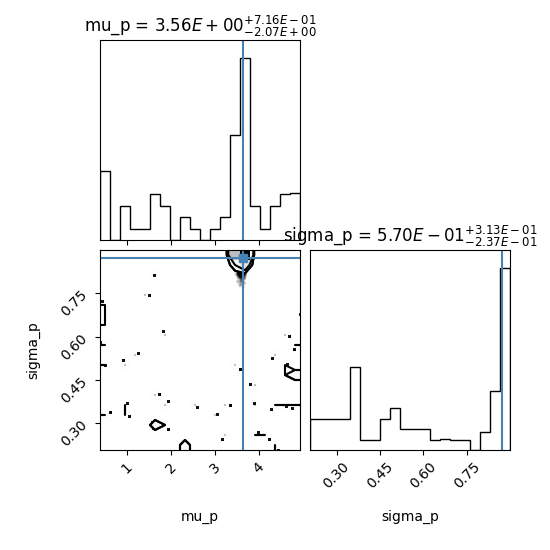 mu_p = 3.56E + 00 +7.16E−01 −2.07E+00
sigma_p = 5.70E − 01 +3.13E−01 −2.37E−01
sigma_p
0.75
0.60
0.45
0.30
1 2 3 4
0.30 0.45 0.60 0.75
mu_p
sigma_p